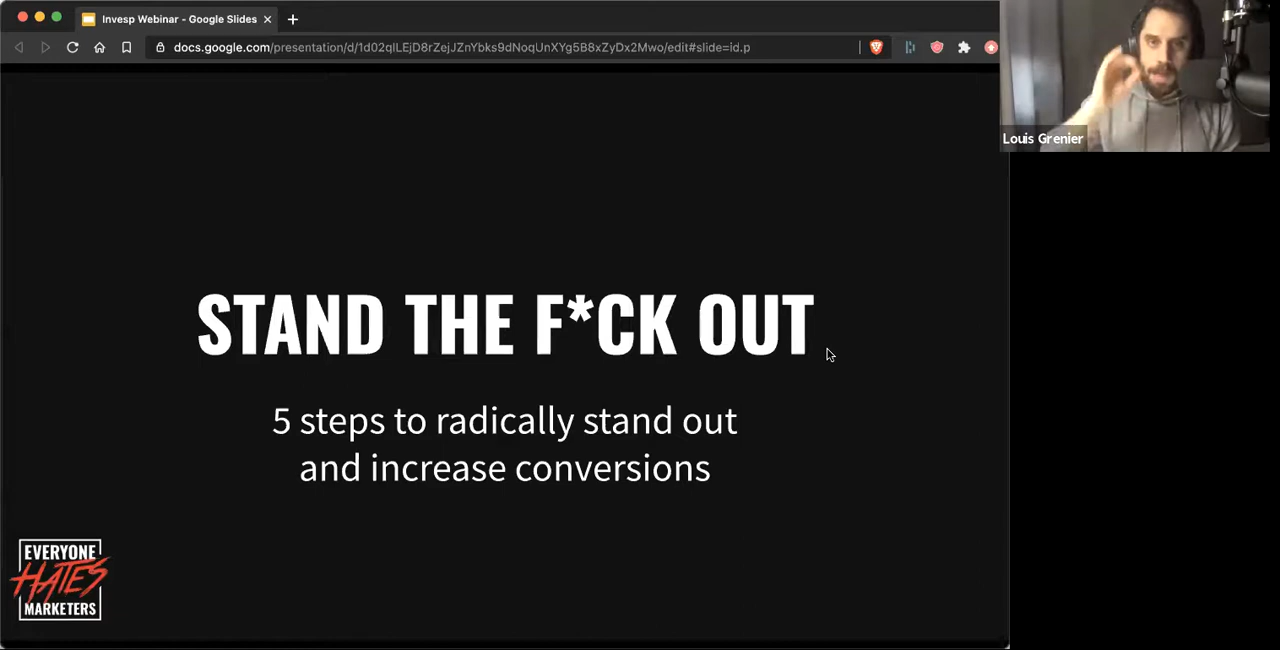 Invesp Webinar - Google Slides
docs.google.com/presentation/d/1d02qILEjD8rZejJZnYbks9dNoqUnXYg5B8xZyDx2Mwo/edit#slide=id.p
Louis Grenier
STAND THE F*CK OUT
5 steps to radically stand out
and increase conversions
EVERYONE
HATES
MARKETERS